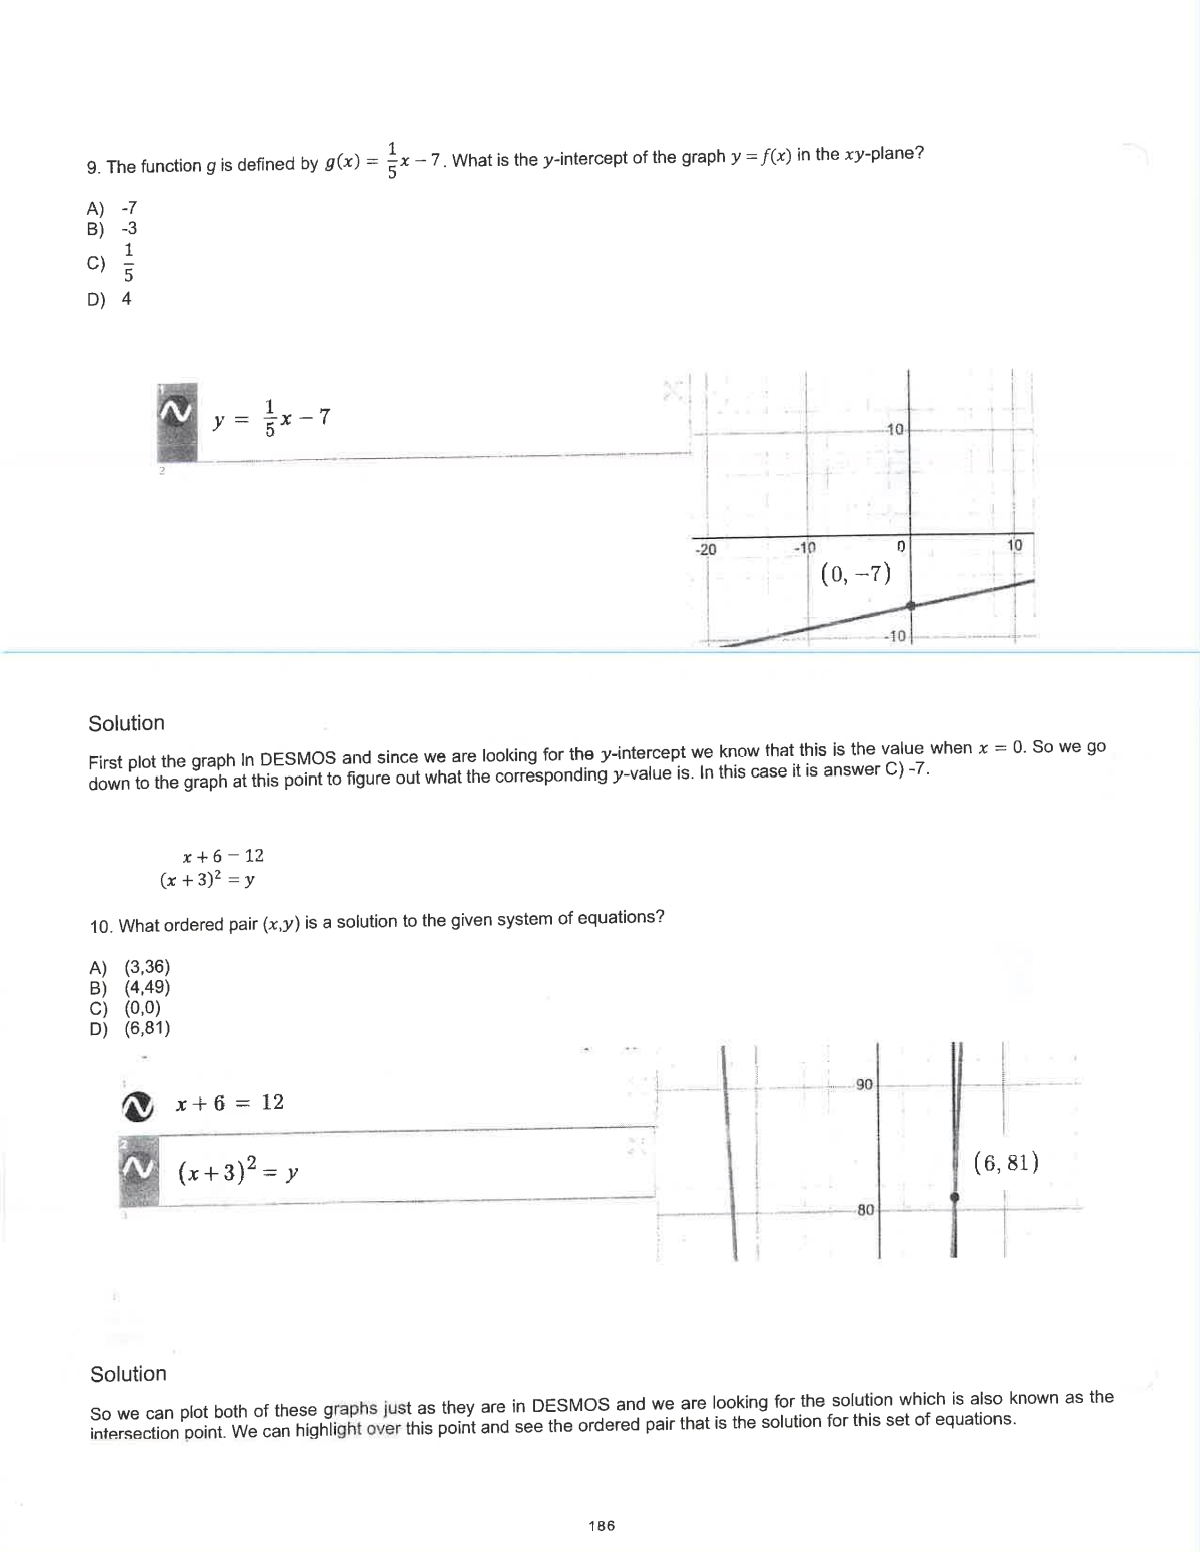 9. The function g is defined by g(x) = 1/5 x − 7. What is the y-intercept of the graph y = f(x) in the xy-plane?
A) -7
B) -3
C) 1/5
D) 4
1
y = 1/5 x − 7
2
10
-20 -10 0 10
(0, −7)
-10
Solution
First plot the graph in DESMOS and since we are looking for the y-intercept we know that this is the value when x = 0. So we go
down to the graph at this point to figure out what the corresponding y-value is. In this case it is answer C) -7.
x + 6 − 12
(x + 3)² = y
10. What ordered pair (x,y) is a solution to the given system of equations?
A) (3,36)
B) (4,49)
C) (0,0)
D) (6,81)
1
x + 6 = 12
2
(x + 3)² = y
3
90
(6, 81)
80
Solution
So we can plot both of these graphs just as they are in DESMOS and we are looking for the solution which is also known as the
intersection point. We can highlight over this point and see the ordered pair that is the solution for this set of equations.
186